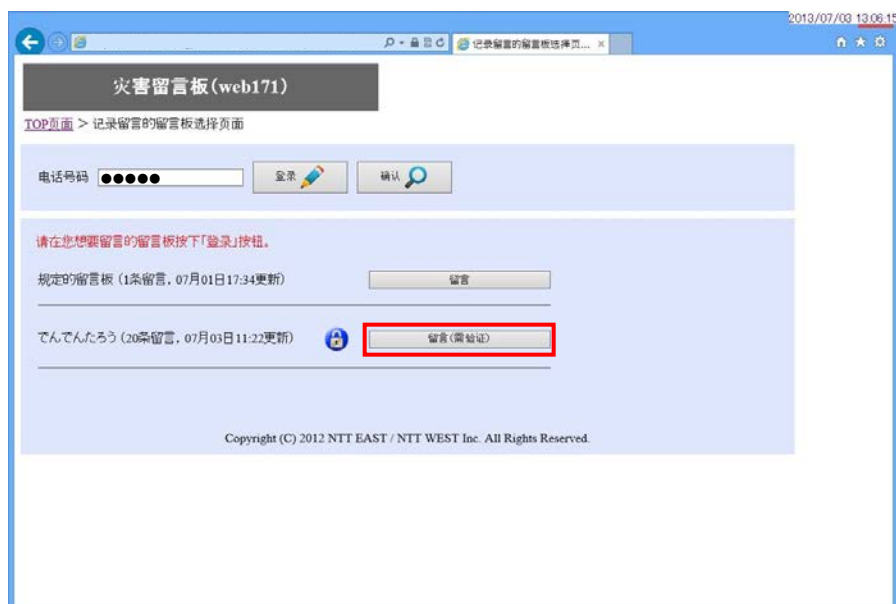 2013/07/03 13:06:15
记录留言的留言板选择页... ×
灾害留言板(web171)
TOP页面 > 记录留言的留言板选择页面
电话号码 ●●●●● 登录 确认
请在您想要留言的留言板按下「登录」按钮。
规定的留言板（1条留言，07月01日17:34更新） 留言
でんでんたろう（20条留言，07月03日11:22更新） 留言(需验证)
Copyright (C) 2012 NTT EAST / NTT WEST Inc. All Rights Reserved.